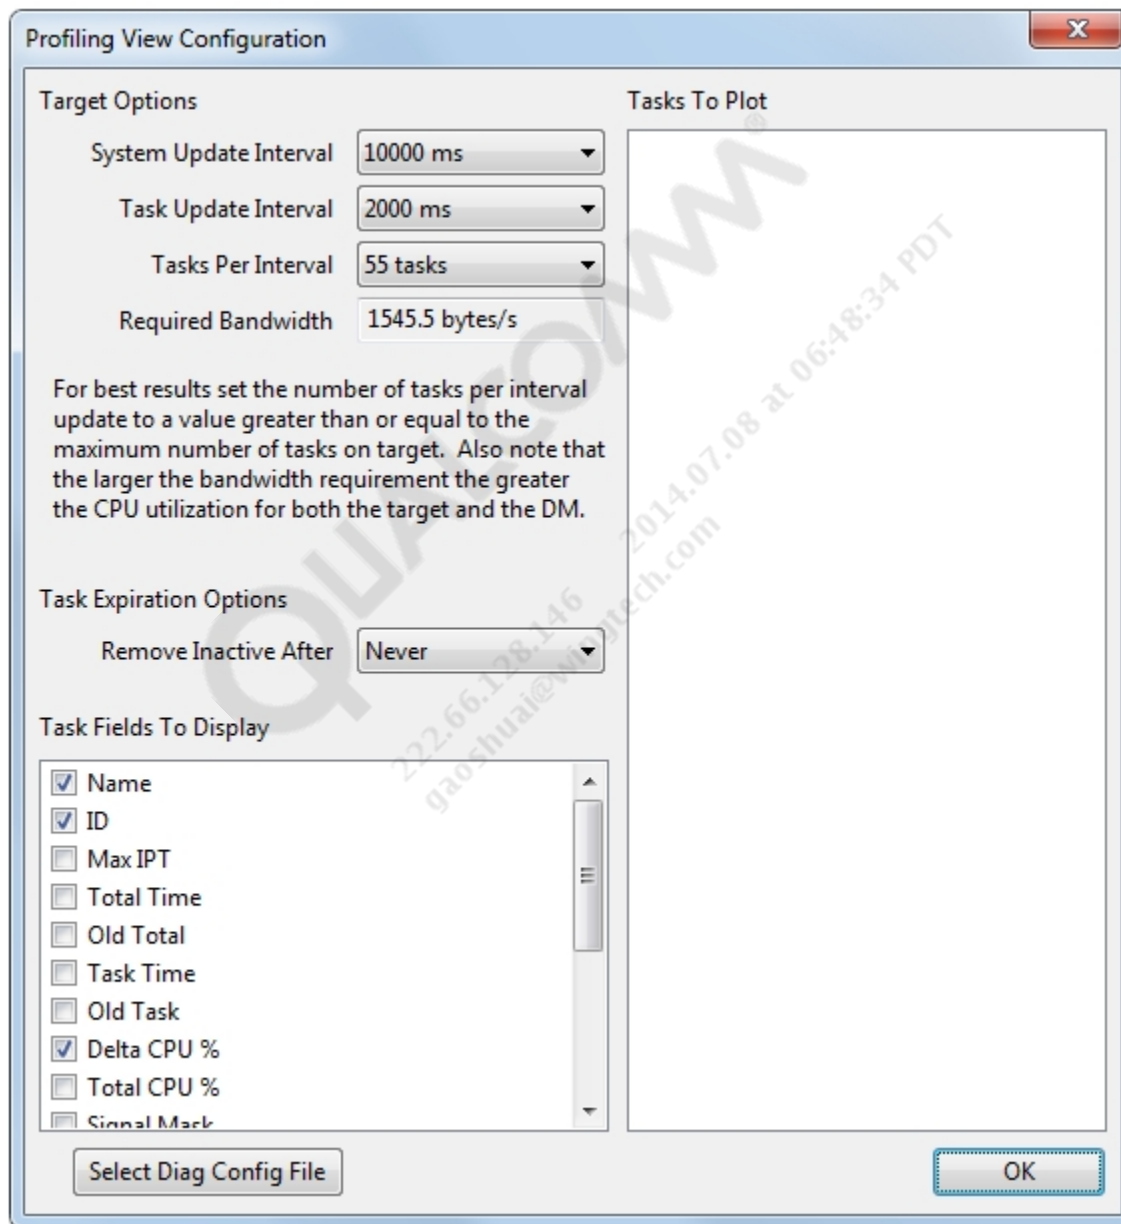 Profiling View Configuration
Target Options
System Update Interval 10000 ms
Task Update Interval 2000 ms
Tasks Per Interval 55 tasks
Required Bandwidth 1545.5 bytes/s
For best results set the number of tasks per interval
update to a value greater than or equal to the
maximum number of tasks on target. Also note that
the larger the bandwidth requirement the greater
the CPU utilization for both the target and the DM.
Task Expiration Options
Remove Inactive After Never
Task Fields To Display
Name
ID
Max IPT
Total Time
Old Total
Task Time
Old Task
Delta CPU %
Total CPU %
Signal Mask
Select Diag Config File
Tasks To Plot
OK
QUALCOMM®
222.66.128.146 2014.07.08 at 06:48:34 PDT
gaoshuai@wingtech.com